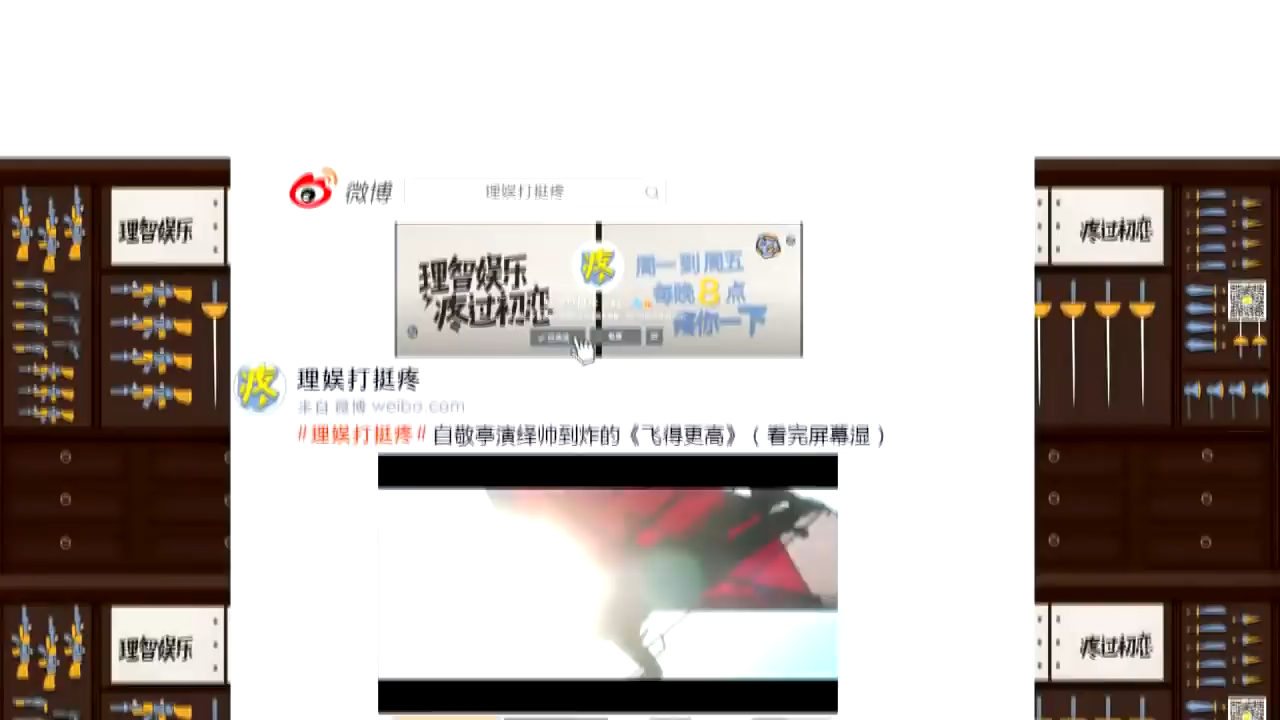 微博
理娱打挺疼
理智娱乐
疼过初恋
疼
周一到周五
每晚8点
疼你一下
理智娱乐
疼过初恋
疼
理娱打挺疼
来自 微博 weibo.com
#理娱打挺疼# 白敬亭演绎帅到炸的《飞得更高》（看完屏幕湿）
理智娱乐
疼过初恋